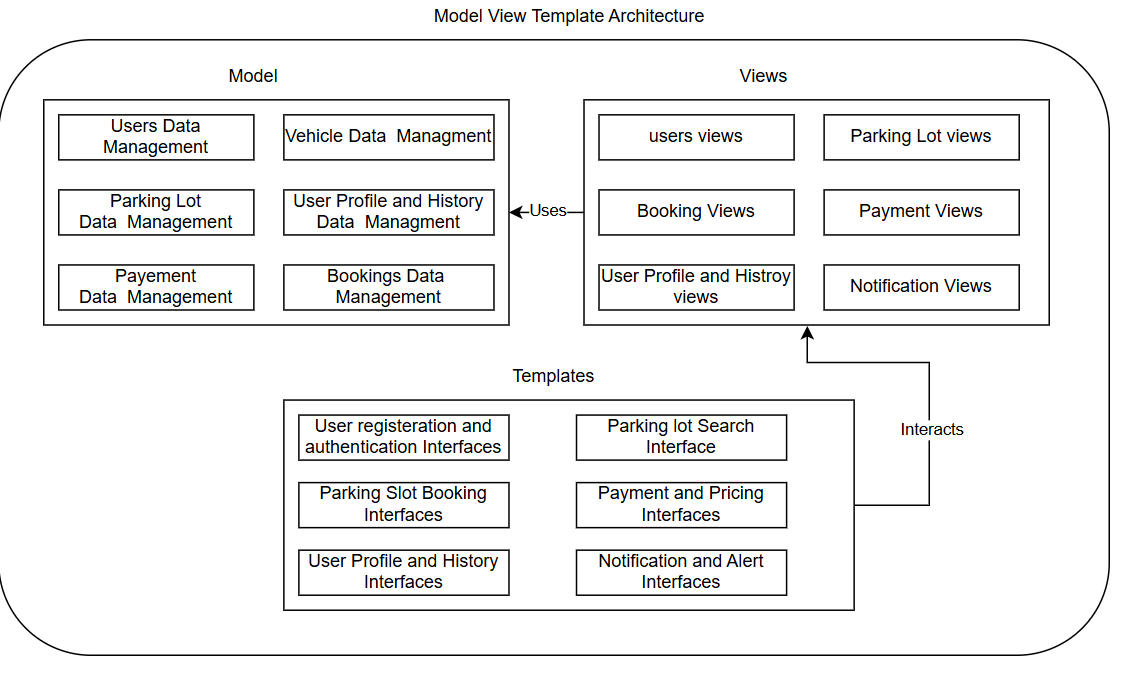 Model View Template Architecture
Model
Users Data
Management
Vehicle Data  Managment
Parking Lot
Data  Management
User Profile and History
Data  Managment
Payement
Data  Management
Bookings Data
Management
Uses
Views
users views
Parking Lot views
Booking Views
Payment Views
User Profile and Histroy
views
Notification Views
Templates
User registeration and
authentication Interfaces
Parking lot Search
Interface
Parking Slot Booking
Interfaces
Payment and Pricing
Interfaces
User Profile and History
Interfaces
Notification and Alert
Interfaces
Interacts